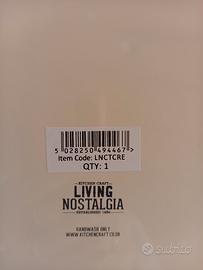 5 028250 494467 >
Item Code: LNCTCRE
QTY: 1
KITCHEN CRAFT
LIVING
NOSTALGIA
ESTABLISHED 1850
HANDWASH ONLY
WWW.KITCHENCRAFT.CO.UK
Subito